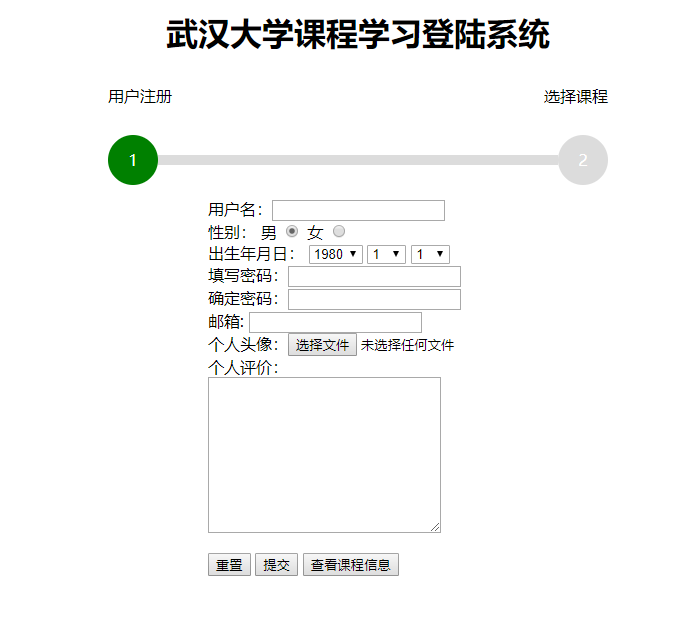 武汉大学课程学习登陆系统
用户注册 选择课程
1 2
用户名：
性别： 男 女
出生年月日： 1980 1 1
填写密码：
确定密码：
邮箱:
个人头像： 选择文件 未选择任何文件
个人评价：
重置 提交 查看课程信息